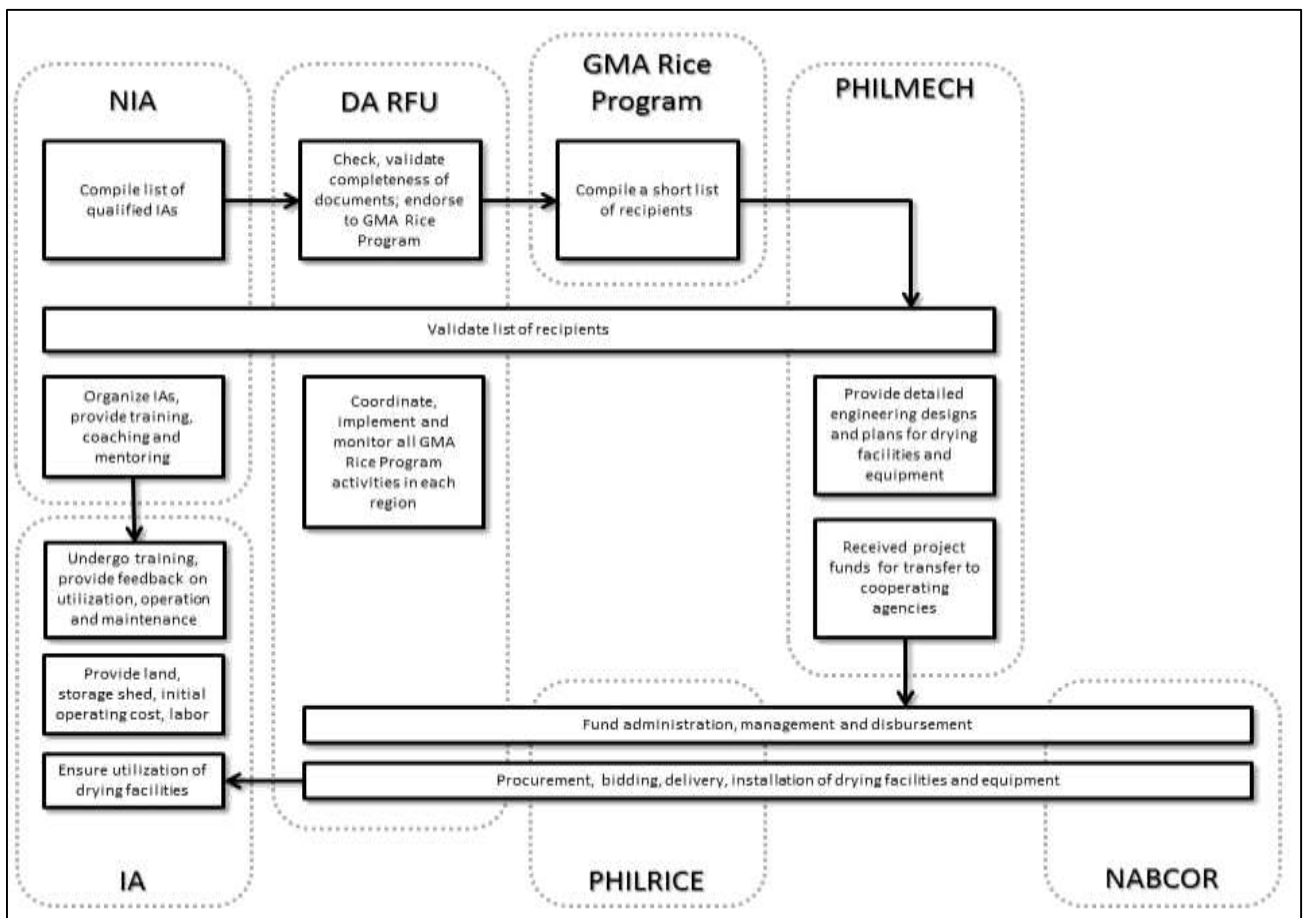 NIA
DA RFU
GMA Rice
Program
PHILMECH
Compile list of
qualified IAs
Check, validate
completeness of
documents; endorse
to GMA Rice
Program
Compile a short list
of recipients
Validate list of recipients
Organize IAs,
provide training,
coaching and
mentoring
Coordinate,
implement and
monitor all GMA
Rice Program
activities in each
region
Provide detailed
engineering designs
and plans for drying
facilities and
equipment
Undergo training,
provide feedback on
utilization, operation
and maintenance
Received project
funds for transfer to
cooperating
agencies
Provide land,
storage shed, initial
operating cost, labor
Fund administration, management and disbursement
Ensure utilization of
drying facilities
Procurement, bidding, delivery, installation of drying facilities and equipment
IA
PHILRICE
NABCOR